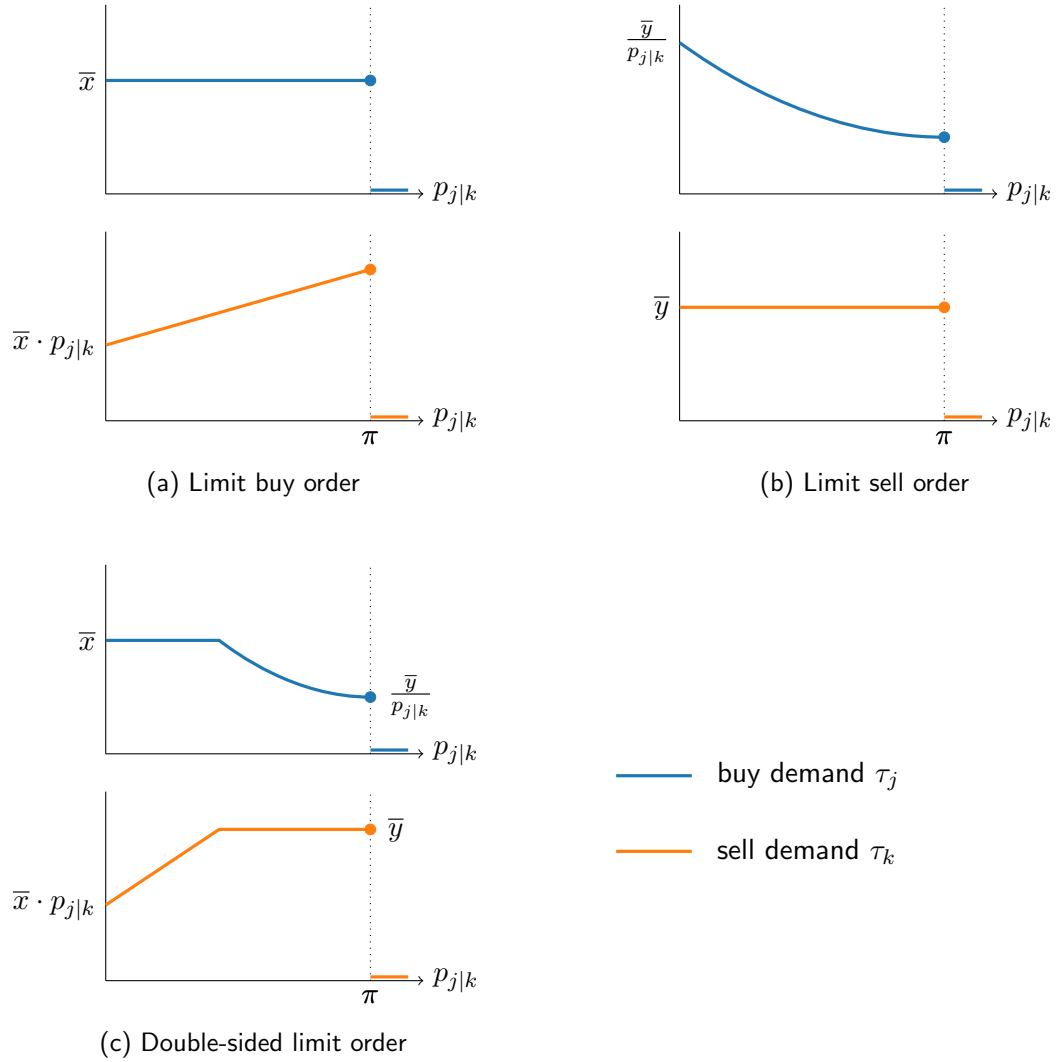 x̅
p_{j|k}
x̅ · p_{j|k}
p_{j|k}
π
(a) Limit buy order
y̅/p_{j|k}
p_{j|k}
y̅
p_{j|k}
π
(b) Limit sell order
x̅
y̅/p_{j|k}
p_{j|k}
y̅
x̅ · p_{j|k}
p_{j|k}
π
(c) Double-sided limit order
buy demand τ_j
sell demand τ_k